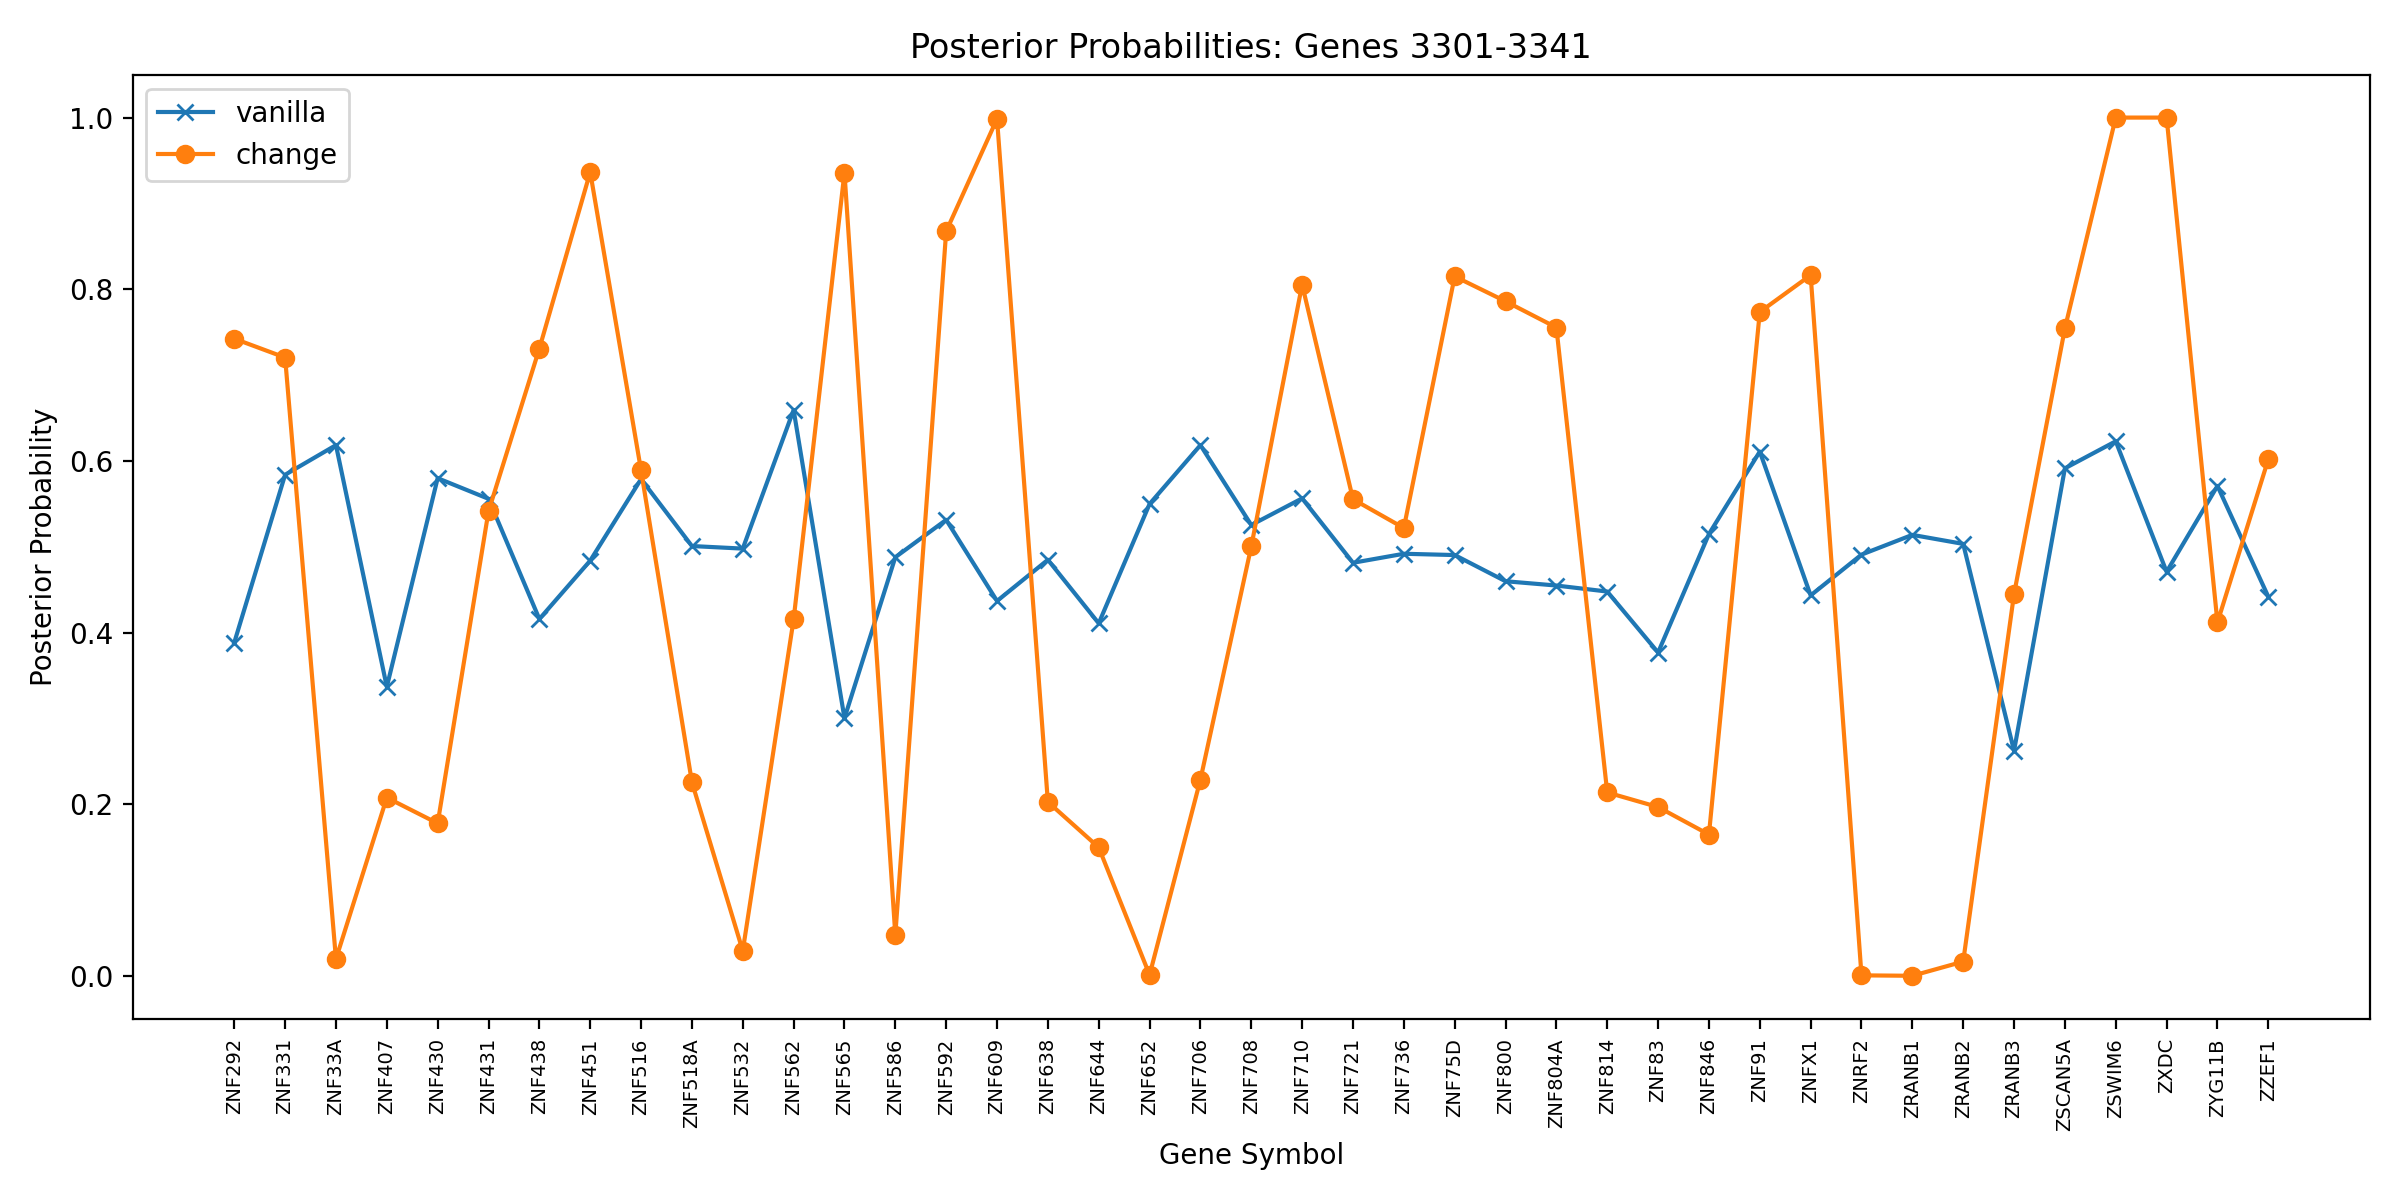 Posterior Probabilities: Genes 3301-3341
vanilla
change
Posterior Probability
1.0
0.8
0.6
0.4
0.2
0.0
ZNF292
ZNF331
ZNF33A
ZNF407
ZNF430
ZNF431
ZNF438
ZNF451
ZNF516
ZNF518A
ZNF532
ZNF562
ZNF565
ZNF586
ZNF592
ZNF609
ZNF638
ZNF644
ZNF652
ZNF706
ZNF708
ZNF710
ZNF721
ZNF736
ZNF75D
ZNF800
ZNF804A
ZNF814
ZNF83
ZNF846
ZNF91
ZNFX1
ZNRF2
ZRANB1
ZRANB2
ZRANB3
ZSCAN5A
ZSWIM6
ZXDC
ZYG11B
ZZEF1
Gene Symbol